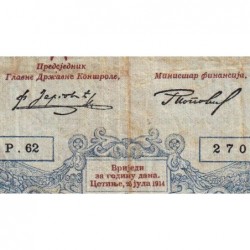 Предсједник
Главне Државне Контроле,
Министар финансија,
Р. 62
270
Вриједи
за годину дана.
Цетиње, јула 1914